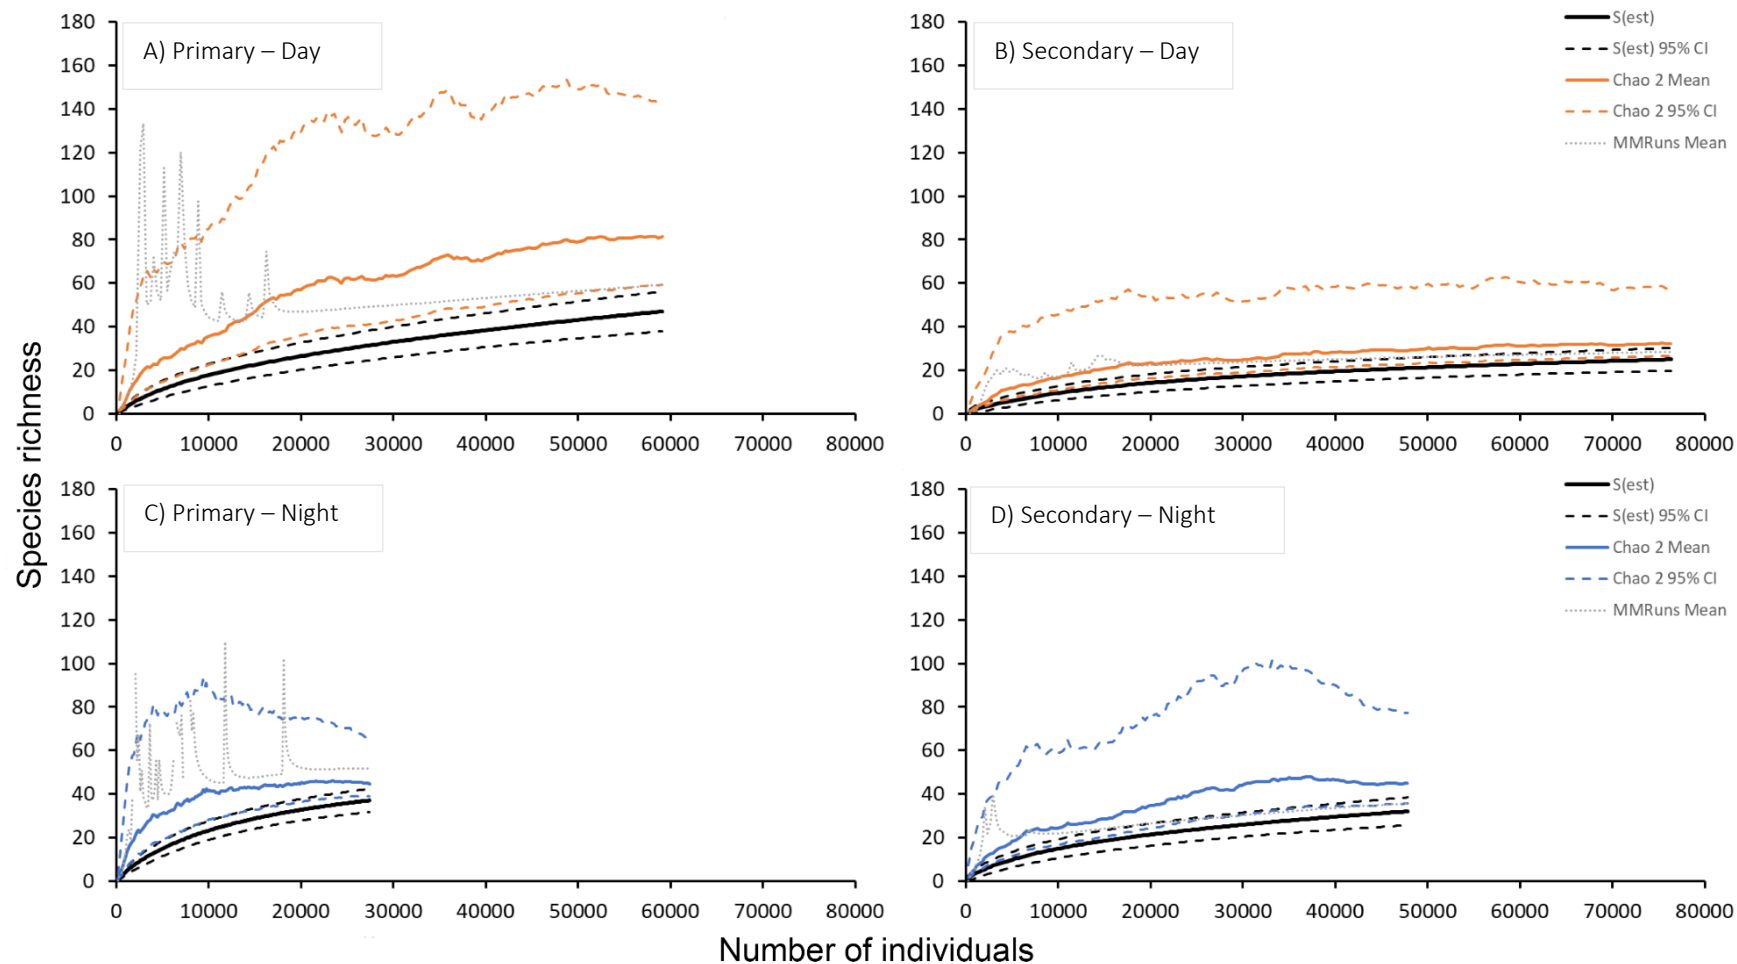 Species richness
180
160
140
120
100
80
60
40
20
0
A) Primary – Day
0 10000 20000 30000 40000 50000 60000 70000 80000
180
160
140
120
100
80
60
40
20
0
B) Secondary – Day
S(est)
S(est) 95% CI
Chao 2 Mean
Chao 2 95% CI
MMRuns Mean
0 10000 20000 30000 40000 50000 60000 70000 80000
180
160
140
120
100
80
60
40
20
0
C) Primary – Night
0 10000 20000 30000 40000 50000 60000 70000 80000
180
160
140
120
100
80
60
40
20
0
D) Secondary – Night
S(est)
S(est) 95% CI
Chao 2 Mean
Chao 2 95% CI
MMRuns Mean
0 10000 20000 30000 40000 50000 60000 70000 80000
Number of individuals